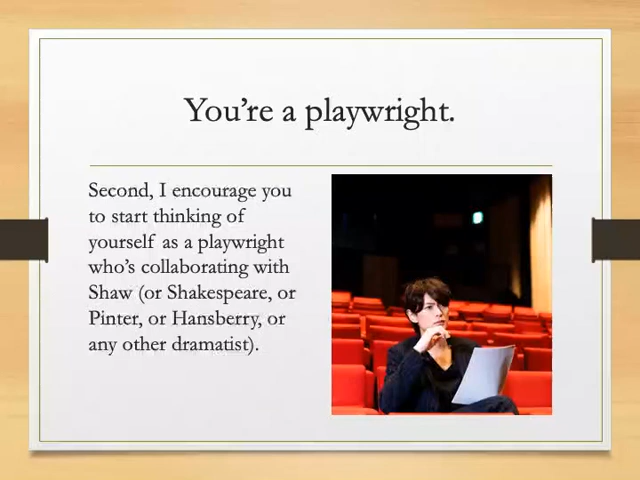 You’re a playwright.
Second, I encourage you
to start thinking of
yourself as a playwright
who’s collaborating with
Shaw (or Shakespeare, or
Pinter, or Hansberry, or
any other dramatist).